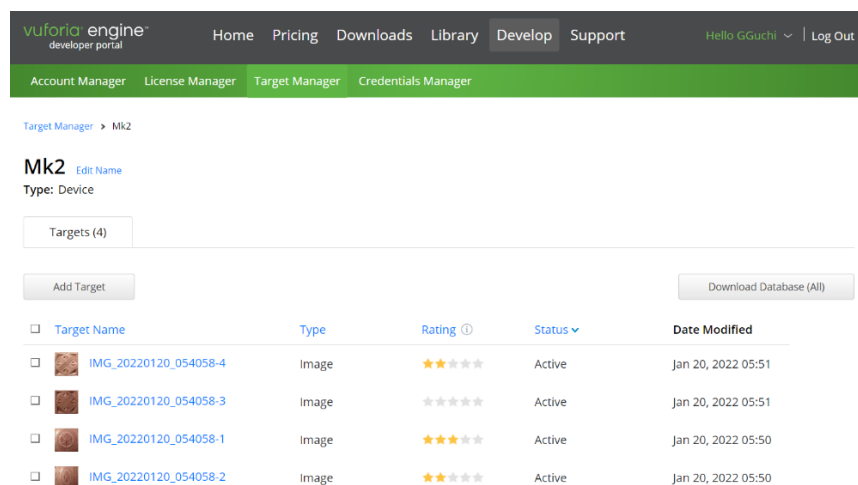 vuforia engine™
developer portal
Home Pricing Downloads Library Develop Support
Hello GGuchi Log Out
Account Manager License Manager Target Manager Credentials Manager
Target Manager > Mk2
Mk2 Edit Name
Type: Device
Targets (4)
Add Target Download Database (All)
Target Name Type Rating Status Date Modified
IMG_20220120_054058-4 Image Active Jan 20, 2022 05:51
IMG_20220120_054058-3 Image Active Jan 20, 2022 05:51
IMG_20220120_054058-1 Image Active Jan 20, 2022 05:50
IMG_20220120_054058-2 Image Active Jan 20, 2022 05:50